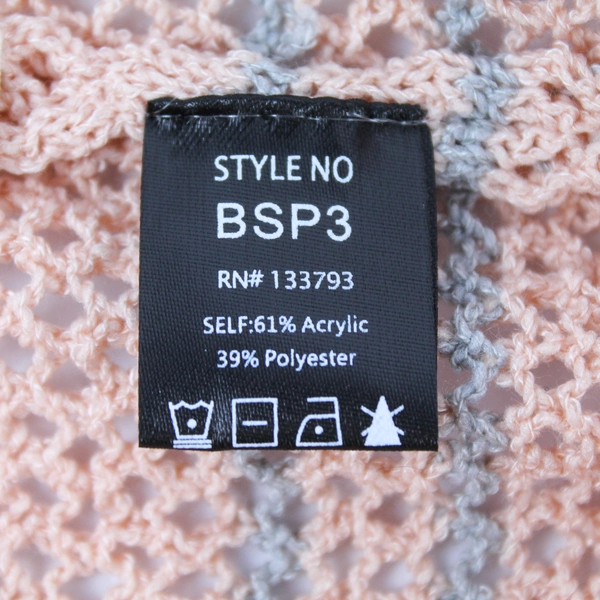 STYLE NO
BSP3
RN# 133793
SELF:61% Acrylic
39% Polyester